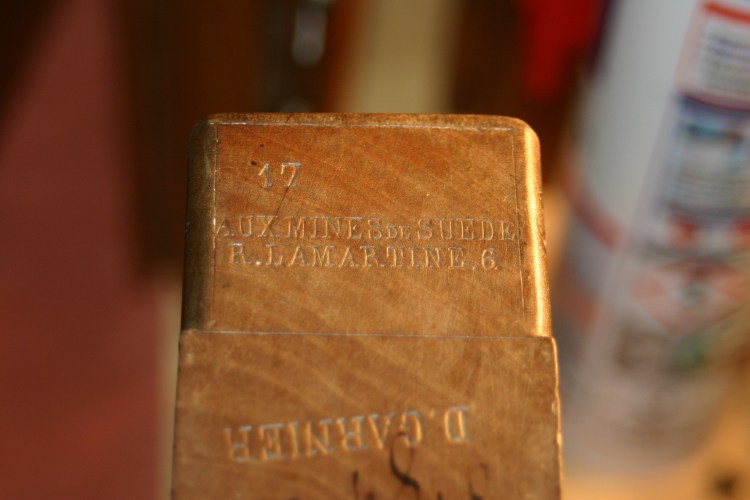 17
AUX MINES DE SUEDE
R. LAMARTINE. 6.
D. GARNIER